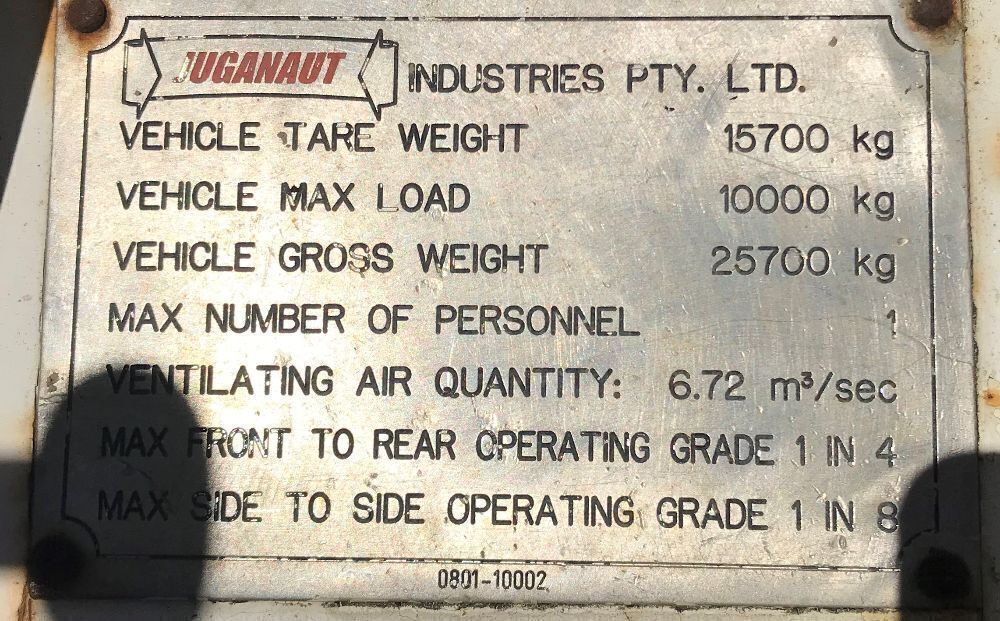 JUGANAUT INDUSTRIES PTY. LTD.
VEHICLE TARE WEIGHT 15700 kg
VEHICLE MAX LOAD 10000 kg
VEHICLE GROSS WEIGHT 25700 kg
MAX NUMBER OF PERSONNEL 1
VENTILATING AIR QUANTITY: 6.72 m³/sec
MAX FRONT TO REAR OPERATING GRADE 1 IN 4
MAX SIDE TO SIDE OPERATING GRADE 1 IN 8
0801-10002